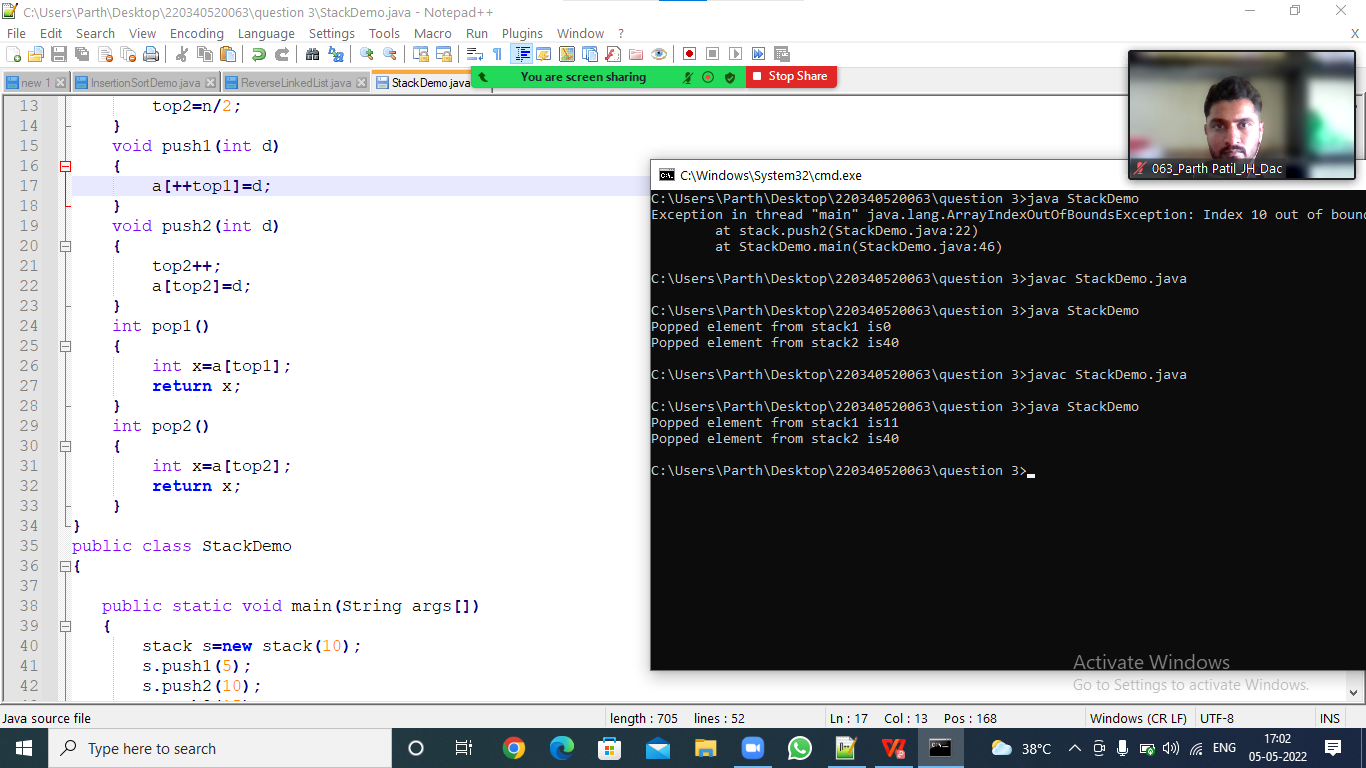 C:\Users\Parth\Desktop\220340520063\question 3\StackDemo.java - Notepad++
File Edit Search View Encoding Language Settings Tools Macro Run Plugins Window ?
X
new 1 InsertionSortDemo.java ReverseLinkedList.java StackDemo.java
You are screen sharing Stop Share
063_Parth Patil_JH_Dac
13 top2=n/2;
14 }
15 void push1(int d)
16 {
17 a[++top1]=d;
18 }
19 void push2(int d)
20 {
21 top2++;
22 a[top2]=d;
23 }
24 int pop1()
25 {
26 int x=a[top1];
27 return x;
28 }
29 int pop2()
30 {
31 int x=a[top2];
32 return x;
33 }
34 }
35 public class StackDemo
36 {
37
38 public static void main(String args[])
39 {
40 stack s=new stack(10);
41 s.push1(5);
42 s.push2(10);
C:\Windows\System32\cmd.exe
C:\Users\Parth\Desktop\220340520063\question 3>java StackDemo
Exception in thread "main" java.lang.ArrayIndexOutOfBoundsException: Index 10 out of boun
at stack.push2(StackDemo.java:22)
at StackDemo.main(StackDemo.java:46)
C:\Users\Parth\Desktop\220340520063\question 3>javac StackDemo.java
C:\Users\Parth\Desktop\220340520063\question 3>java StackDemo
Popped element from stack1 is0
Popped element from stack2 is40
C:\Users\Parth\Desktop\220340520063\question 3>javac StackDemo.java
C:\Users\Parth\Desktop\220340520063\question 3>java StackDemo
Popped element from stack1 is11
Popped element from stack2 is40
C:\Users\Parth\Desktop\220340520063\question 3>
Activate Windows
Go to Settings to activate Windows.
Java source file length : 705 lines : 52 Ln : 17 Col : 13 Pos : 168 Windows (CR LF) UTF-8 INS
Type here to search 38°C ENG 17:02
05-05-2022